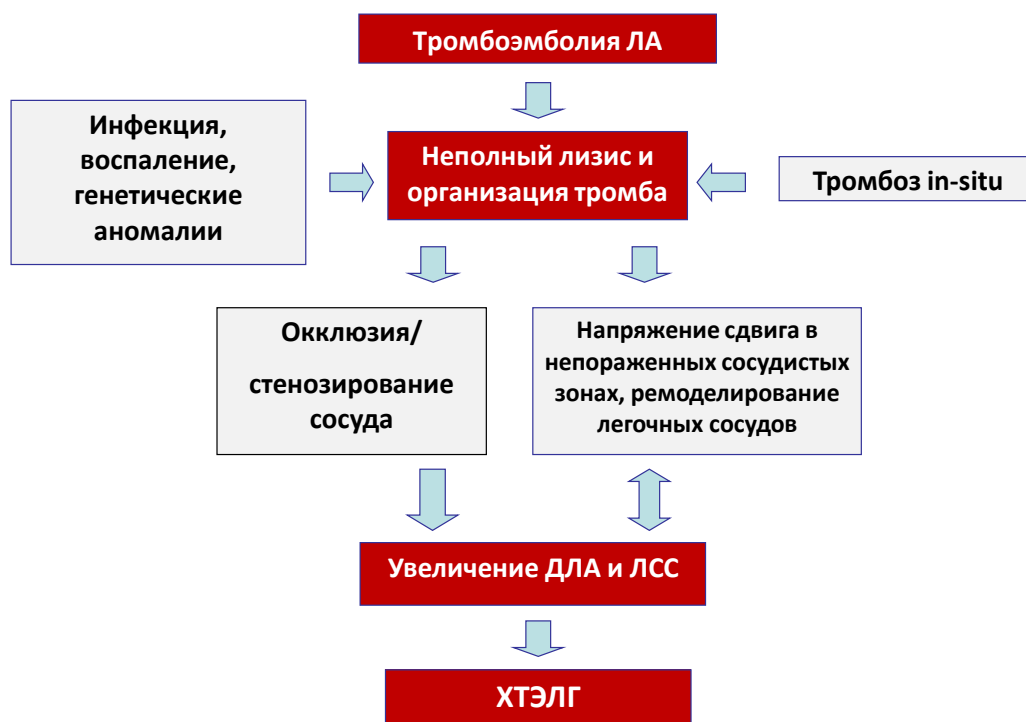 Тромбоэмболия ЛА
Инфекция,
воспаление,
генетические
аномалии
Неполный лизис и
организация тромба
Тромбоз in-situ
Окклюзия/
стенозирование
сосуда
Напряжение сдвига в
непораженных сосудистых
зонах, ремоделирование
легочных сосудов
Увеличение ДЛА и ЛСС
ХТЭЛГ